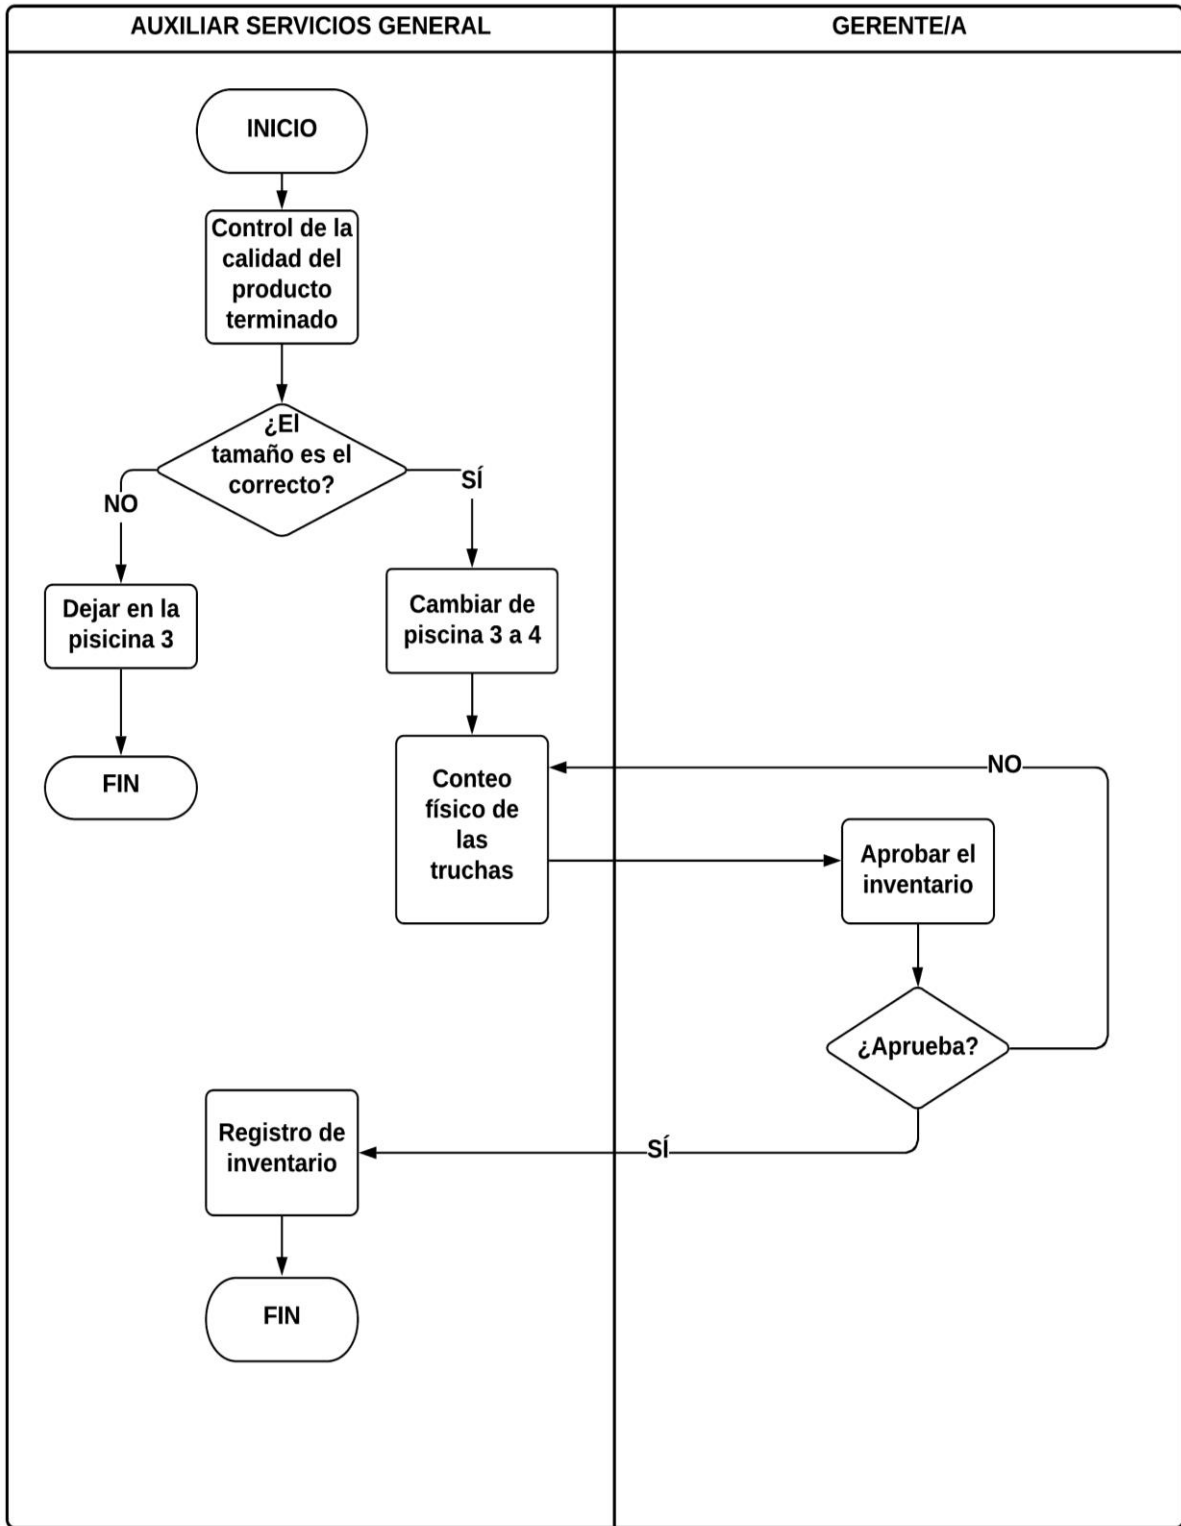 AUXILIAR SERVICIOS GENERAL
GERENTE/A
INICIO
Control de la
calidad del
producto
terminado
¿El
tamaño es el
correcto?
NO
SÍ
Dejar en la
pisicina 3
Cambiar de
piscina 3 a 4
FIN
Conteo
físico de
las
truchas
NO
Aprobar el
inventario
¿Aprueba?
SÍ
Registro de
inventario
FIN